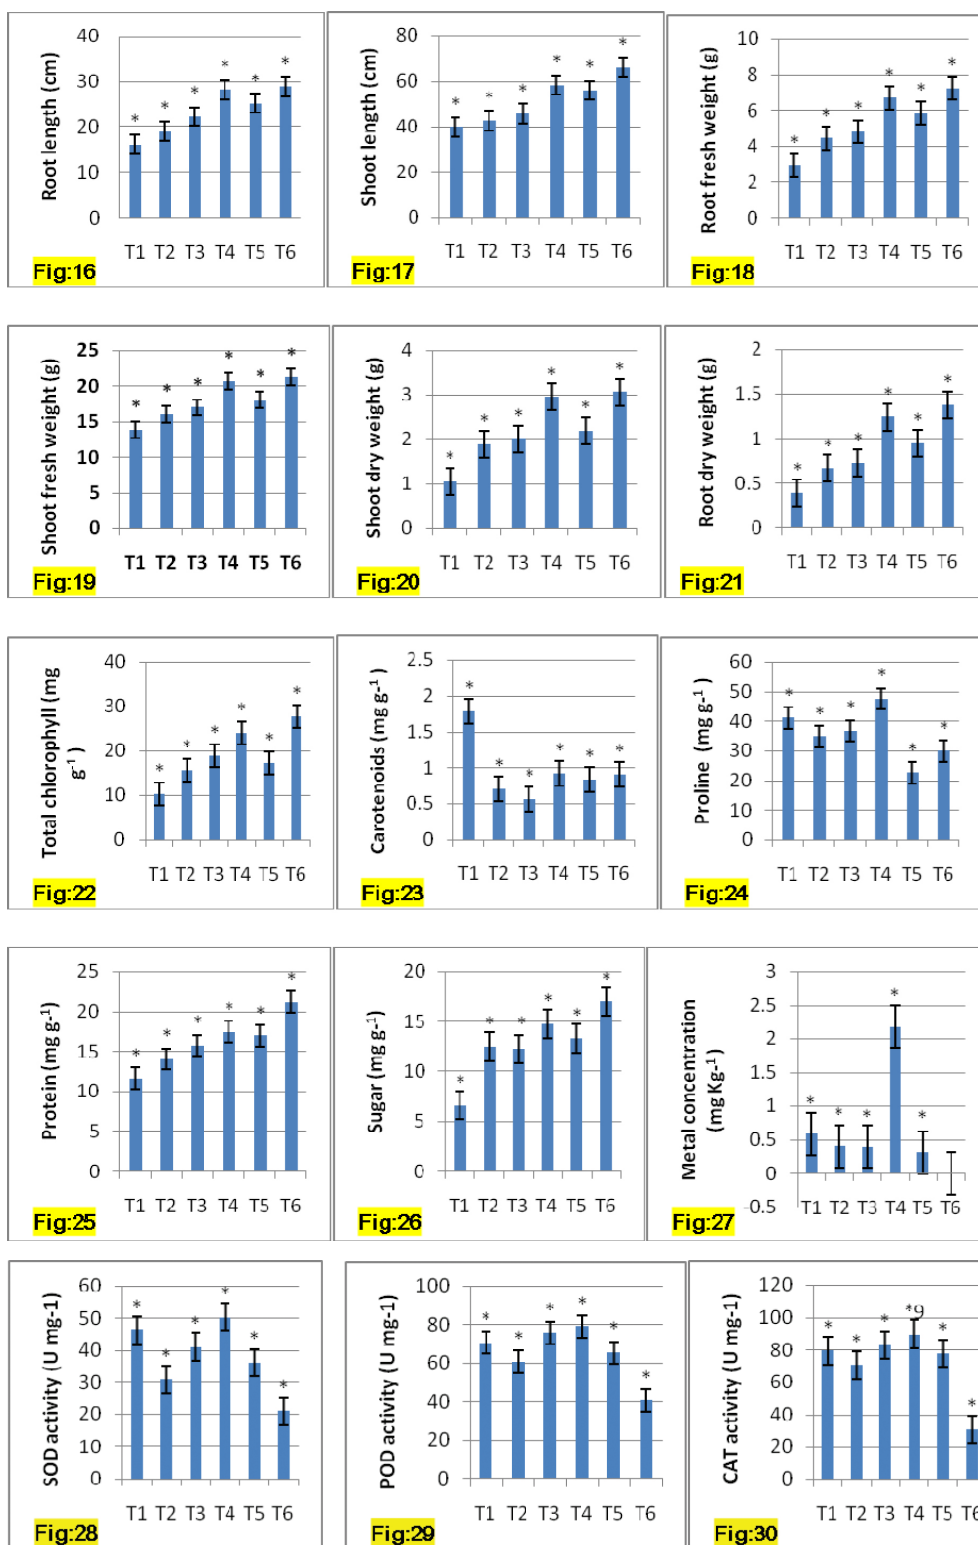 40
30
20
10
0
Root length (cm)
* * * * * *
T1 T2 T3 T4 T5 T6
Fig:16
80
60
40
20
0
Shoot length (cm)
* * * * * *
T1 T2 T3 T4 T5 T6
Fig:17
10
8
6
4
2
0
Root fresh weight (g)
* * * * * *
T1 T2 T3 T4 T5 T6
Fig:18
25
20
15
10
5
0
Shoot fresh weight (g)
* * * * * *
T1 T2 T3 T4 T5 T6
Fig:19
4
3
2
1
0
Shoot dry weight (g)
* * * * * *
T1 T2 T3 T4 T5 T6
Fig:20
2
1.5
1
0.5
0
Root dry weight (g)
* * * * * *
T1 T2 T3 T4 T5 T6
Fig:21
40
30
20
10
0
Total chlorophyll (mg
g-1 )
* * * * * *
T1 T2 T3 T4 T5 T6
Fig:22
2.5
2
1.5
1
0.5
0
Carotenoids (mg g-1 )
* * * * * *
T1 T2 T3 T4 T5 T6
Fig:23
60
50
40
30
20
10
0
Proline (mg g-1 )
* * * * * *
T1 T2 T3 T4 T5 T6
Fig:24
25
20
15
10
5
0
Protein (mg g-1)
* * * * * *
T1 T2 T3 T4 T5 T6
Fig:25
20
15
10
5
0
Sugar (mg g-1)
* * * * * *
T1 T2 T3 T4 T5 T6
Fig:26
3
2.5
2
1.5
1
0.5
0
-0.5
Metal concentration
(mg Kg-1)
* * * * *
T1 T2 T3 T4 T5 T6
Fig:27
60
50
40
30
20
10
0
SOD activity (U mg-1)
* * * * * *
T1 T2 T3 T4 T5 T6
Fig:28
100
80
60
40
20
0
POD activity (U mg-1)
* * * * * *
T1 T2 T3 T4 T5 T6
Fig:29
120
100
80
60
40
20
0
CAT activity (U mg-1)
* * * *9 * *
T1 T2 T3 T4 T5 T6
Fig:30